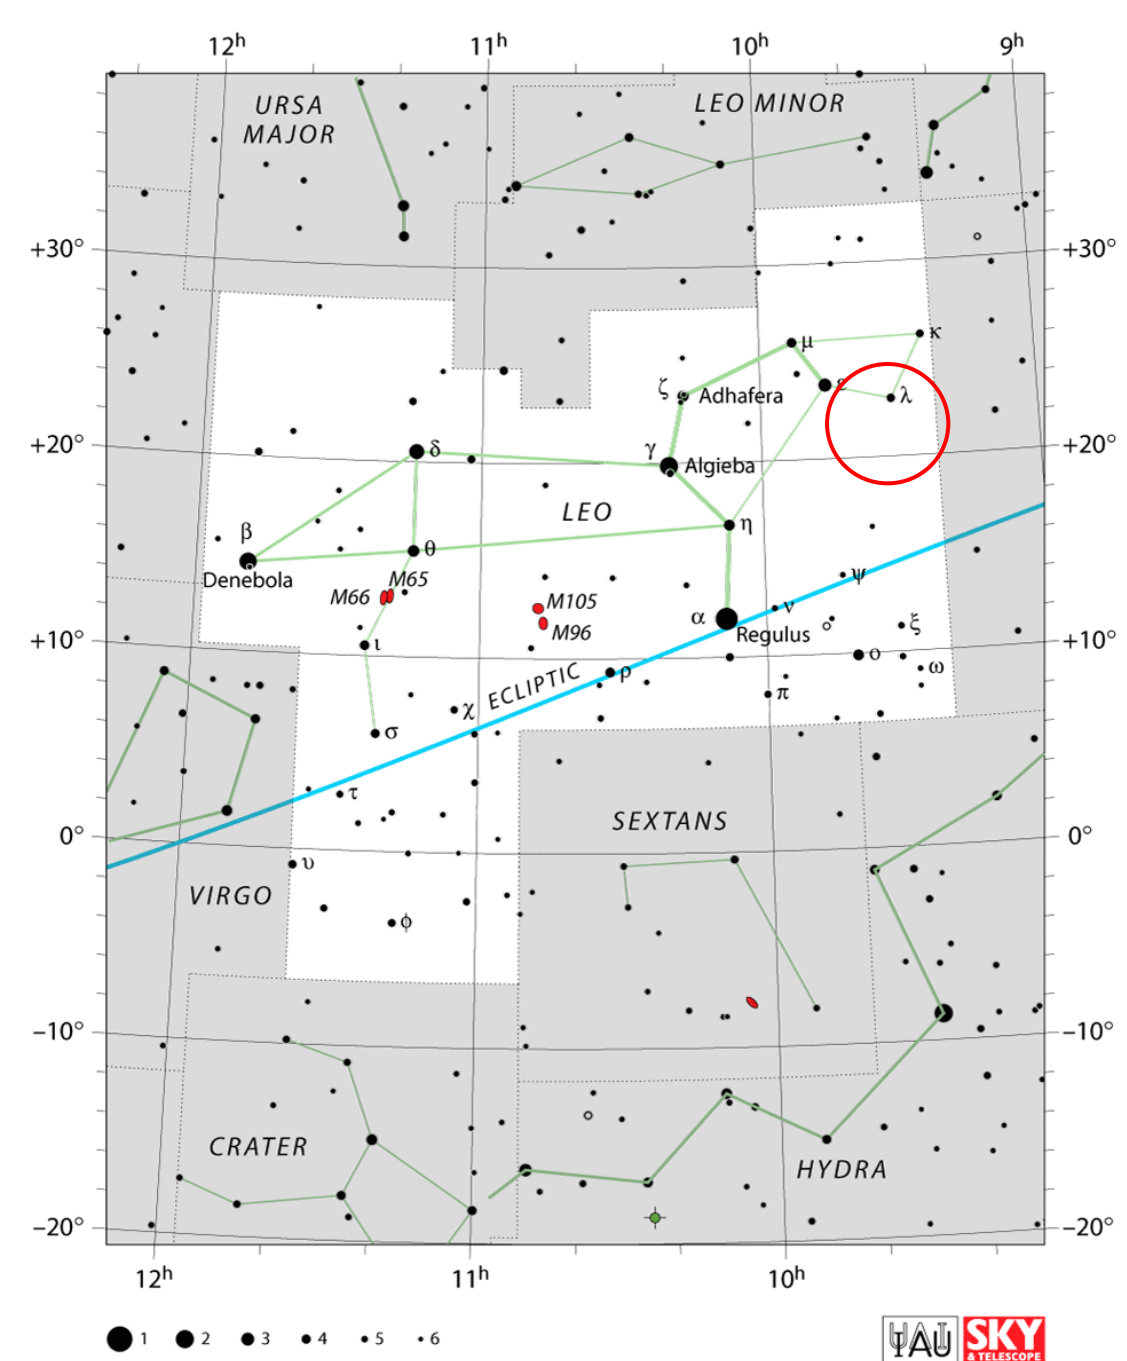 12h 11h 10h 9h
URSA
MAJOR
LEO MINOR
+30° +30°
μ κ
ζ Adhafera ε λ
+20° δ γ Algieba +20°
LEO η
β θ
Denebola
M66 M65
M105
M96
ψ
α Regulus ν ξ
+10° ι ο +10°
ECLIPTIC ρ π ω
χ
σ
τ
SEXTANS
0° 0°
υ
VIRGO
φ
−10° −10°
CRATER
HYDRA
−20° −20°
12h 11h 10h
1 2 3 4 5 6
IAU SKY
& TELESCOPE